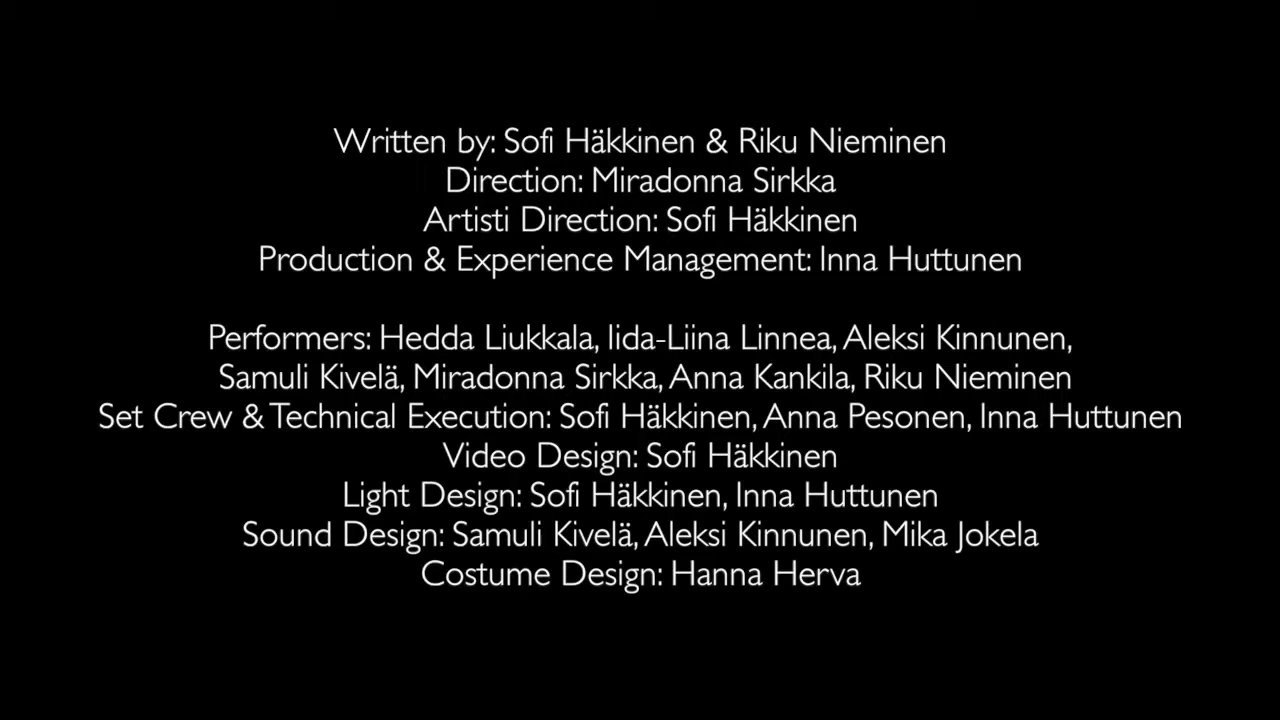 Written by: Sofi Häkkinen & Riku Nieminen
Direction: Miradonna Sirkka
Artisti Direction: Sofi Häkkinen
Production & Experience Management: Inna Huttunen
Performers: Hedda Liukkala, Iida-Liina Linnea, Aleksi Kinnunen,
Samuli Kivelä, Miradonna Sirkka, Anna Kankila, Riku Nieminen
Set Crew & Technical Execution: Sofi Häkkinen, Anna Pesonen, Inna Huttunen
Video Design: Sofi Häkkinen
Light Design: Sofi Häkkinen, Inna Huttunen
Sound Design: Samuli Kivelä, Aleksi Kinnunen, Mika Jokela
Costume Design: Hanna Herva